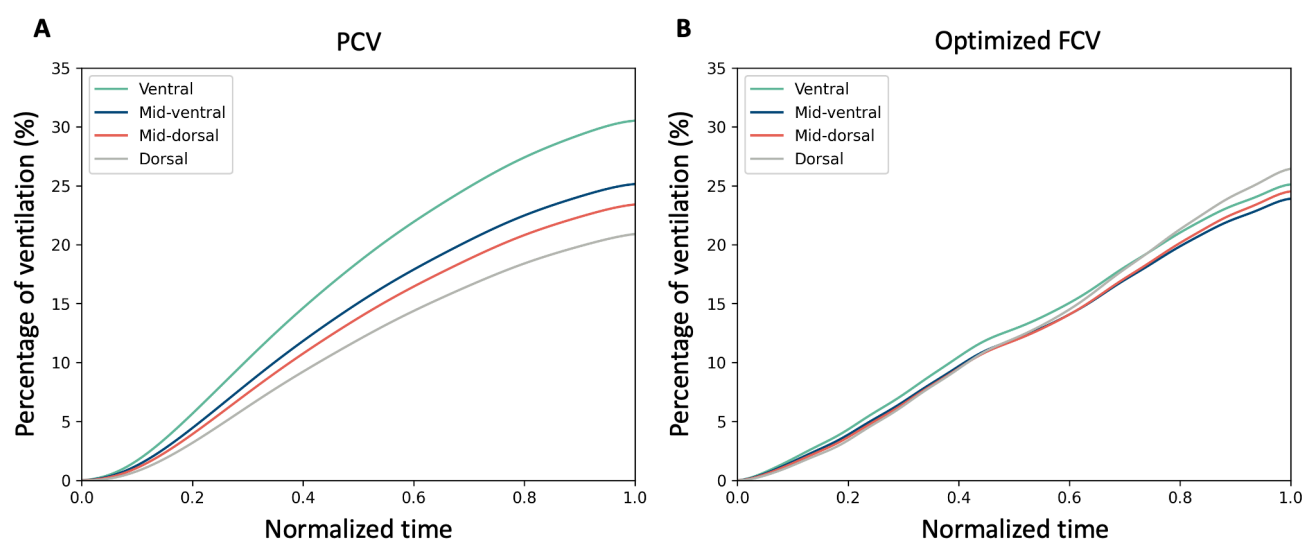 A
PCV
Percentage of ventilation (%)
35
30
25
20
15
10
5
0
Ventral
Mid-ventral
Mid-dorsal
Dorsal
0.0 0.2 0.4 0.6 0.8 1.0
Normalized time
B
Optimized FCV
Percentage of ventilation (%)
35
30
25
20
15
10
5
0
Ventral
Mid-ventral
Mid-dorsal
Dorsal
0.0 0.2 0.4 0.6 0.8 1.0
Normalized time